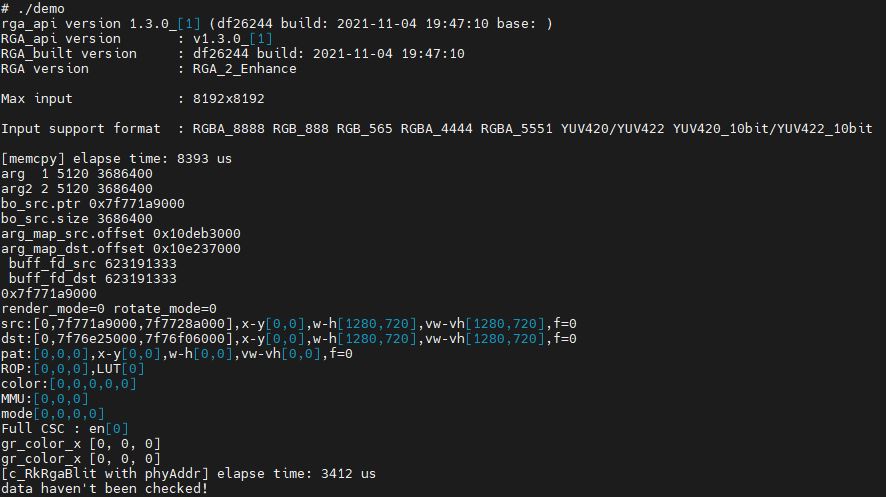 # ./demo
rga_api version 1.3.0_[1] (df26244 build: 2021-11-04 19:47:10 base: )
RGA_api version       : v1.3.0_[1]
RGA_built version     : df26244 build: 2021-11-04 19:47:10
RGA version           : RGA_2_Enhance
Max input             : 8192x8192
Input support format  : RGBA_8888 RGB_888 RGB_565 RGBA_4444 RGBA_5551 YUV420/YUV422 YUV420_10bit/YUV422_10bit
[memcpy] elapse time: 8393 us
arg  1 5120 3686400
arg2 2 5120 3686400
bo_src.ptr 0x7f771a9000
bo_src.size 3686400
arg_map_src.offset 0x10deb3000
arg_map_dst.offset 0x10e237000
 buff_fd_src 623191333
 buff_fd_dst 623191333
0x7f771a9000
render_mode=0 rotate_mode=0
src:[0,7f771a9000,7f7728a000],x-y[0,0],w-h[1280,720],vw-vh[1280,720],f=0
dst:[0,7f76e25000,7f76f06000],x-y[0,0],w-h[1280,720],vw-vh[1280,720],f=0
pat:[0,0,0],x-y[0,0],w-h[0,0],vw-vh[0,0],f=0
ROP:[0,0,0],LUT[0]
color:[0,0,0,0,0]
MMU:[0,0,0]
mode[0,0,0,0]
Full CSC : en[0]
gr_color_x [0, 0, 0]
gr_color_x [0, 0, 0]
[c_RkRgaBlit with phyAddr] elapse time: 3412 us
data haven't been checked!